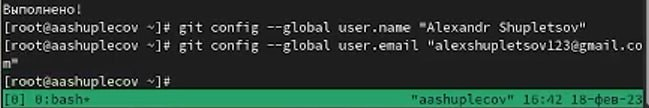 Выполнено!
[root@aashuplecov ~]# git config --global user.name "Alexandr Shupletsov"
[root@aashuplecov ~]# git config --global user.email "alexshupletsov123@gmail.co
m"
[root@aashuplecov ~]#
[0] 0:bash* "aashuplecov" 16:42 18-фев-23